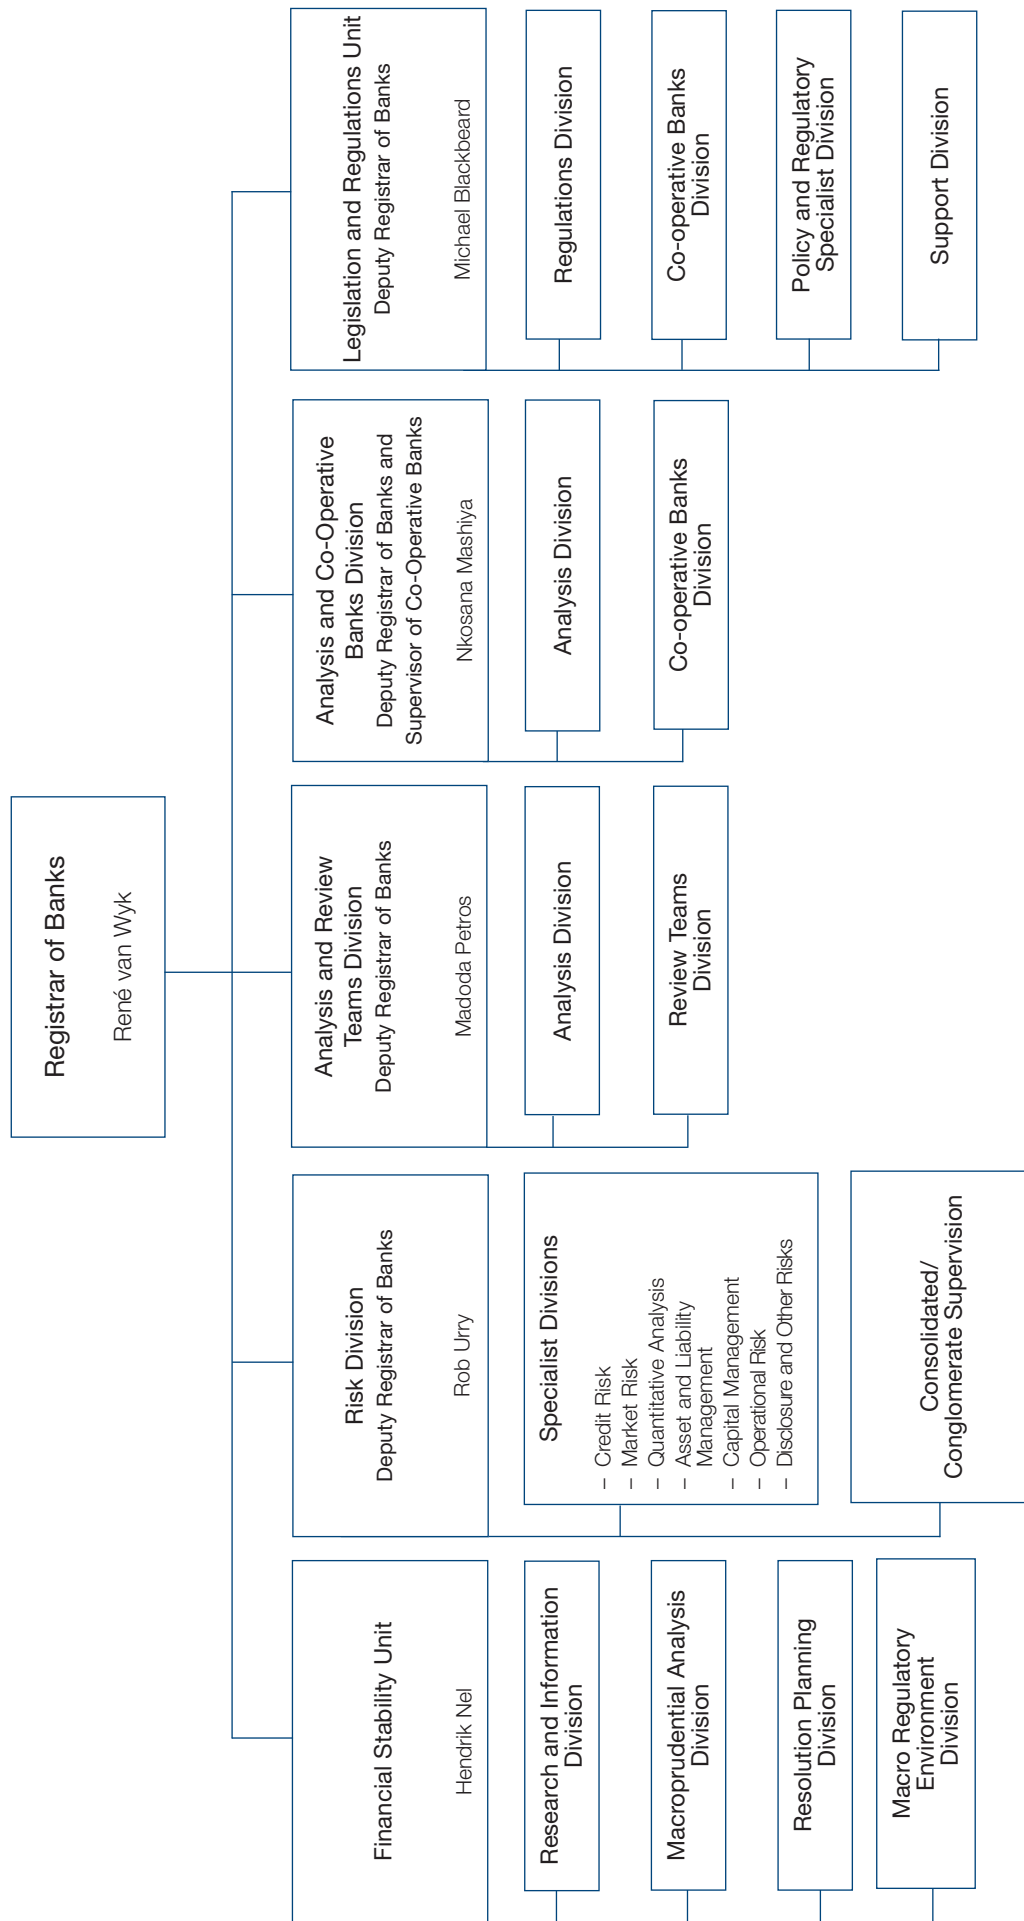 Registrar of Banks
René van Wyk
Financial Stability Unit
Hendrik Nel
Research and Information
Division
Macroprudential Analysis
Division
Resolution Planning
Division
Macro Regulatory
Environment
Division
Risk Division
Deputy Registrar of Banks
Rob Urry
Specialist Divisions
– Credit Risk
– Market Risk
– Quantitative Analysis
– Asset and Liability
Management
– Capital Management
– Operational Risk
– Disclosure and Other Risks
Consolidated/
Conglomerate Supervision
Analysis and Review
Teams Division
Deputy Registrar of Banks
Madoda Petros
Analysis Division
Review Teams
Division
Analysis and Co-Operative
Banks Division
Deputy Registrar of Banks and
Supervisor of Co-Operative Banks
Nkosana Mashiya
Analysis Division
Co-operative Banks
Division
Legislation and Regulations Unit
Deputy Registrar of Banks
Michael Blackbeard
Regulations Division
Co-operative Banks
Division
Policy and Regulatory
Specialist Division
Support Division